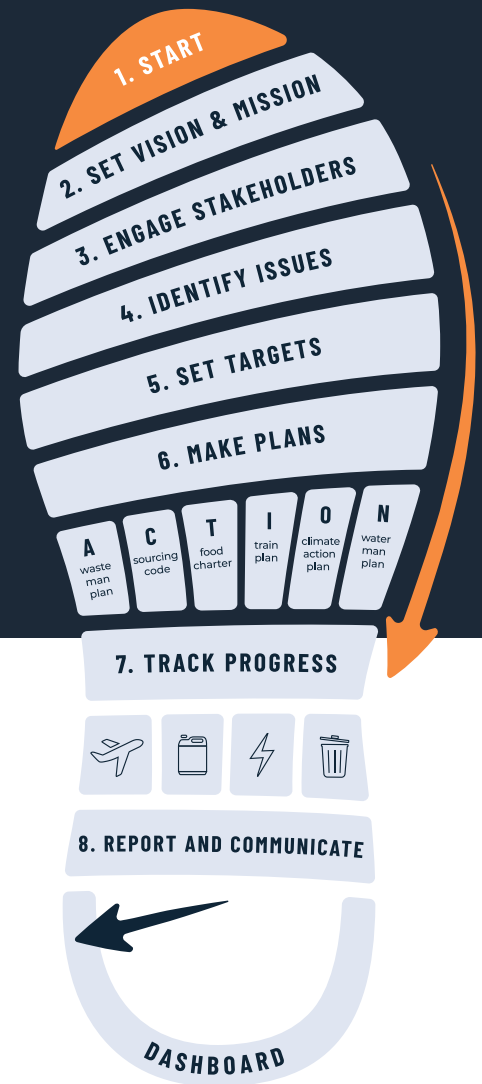 1. START
2. SET VISION & MISSION
3. ENGAGE STAKEHOLDERS
4. IDENTIFY ISSUES
5. SET TARGETS
6. MAKE PLANS
A
waste
man
plan
C
sourcing
code
T
food
charter
I
train
plan
O
climate
action
plan
N
water
man
plan
7. TRACK PROGRESS
8. REPORT AND COMMUNICATE
DASHBOARD